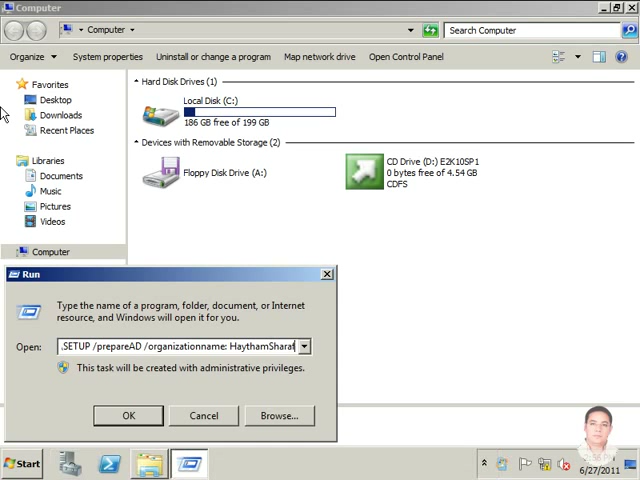 Computer
Computer
Search Computer
Organize
System properties
Uninstall or change a program
Map network drive
Open Control Panel
Favorites
Desktop
Downloads
Recent Places
Libraries
Documents
Music
Pictures
Videos
Computer
Hard Disk Drives (1)
Local Disk (C:)
186 GB free of 199 GB
Devices with Removable Storage (2)
Floppy Disk Drive (A:)
CD Drive (D:) E2K10SP1
0 bytes free of 4.54 GB
CDFS
Run
Type the name of a program, folder, document, or Internet
resource, and Windows will open it for you.
Open:
.SETUP /prepareAD /organizationname: HaythamSharaf
This task will be created with administrative privileges.
OK
Cancel
Browse...
Start
6/27/2011